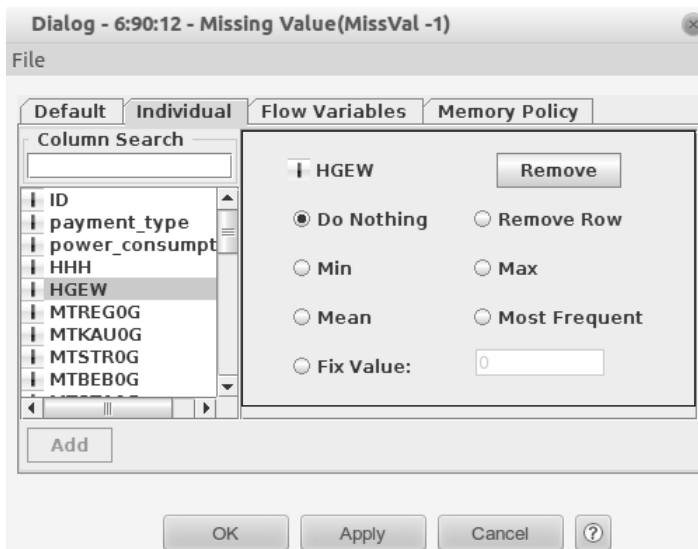 Dialog - 6:90:12 - Missing Value(MissVal -1)
File
Default Individual Flow Variables Memory Policy
Column Search
ID
payment_type
power_consumpt
HHH
HGEW
MTREG0G
MTKAU0G
MTSTR0G
MTBEB0G
HGEW Remove
Do Nothing Remove Row
Min Max
Mean Most Frequent
Fix Value: 0
Add
OK Apply Cancel ?